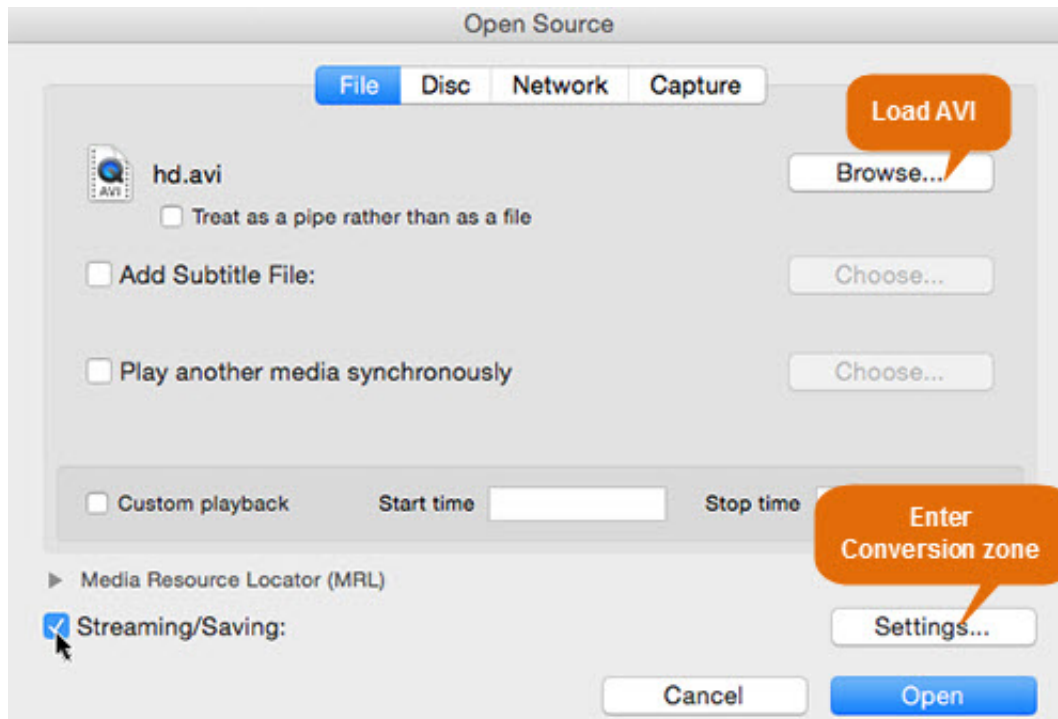 Open Source
File Disc Network Capture
Load AVI
AVI
hd.avi
Browse...
Treat as a pipe rather than as a file
Add Subtitle File:
Choose...
Play another media synchronously
Choose...
Custom playback
Start time
Stop time
Enter
Conversion zone
Media Resource Locator (MRL)
Streaming/Saving:
Settings...
Cancel
Open